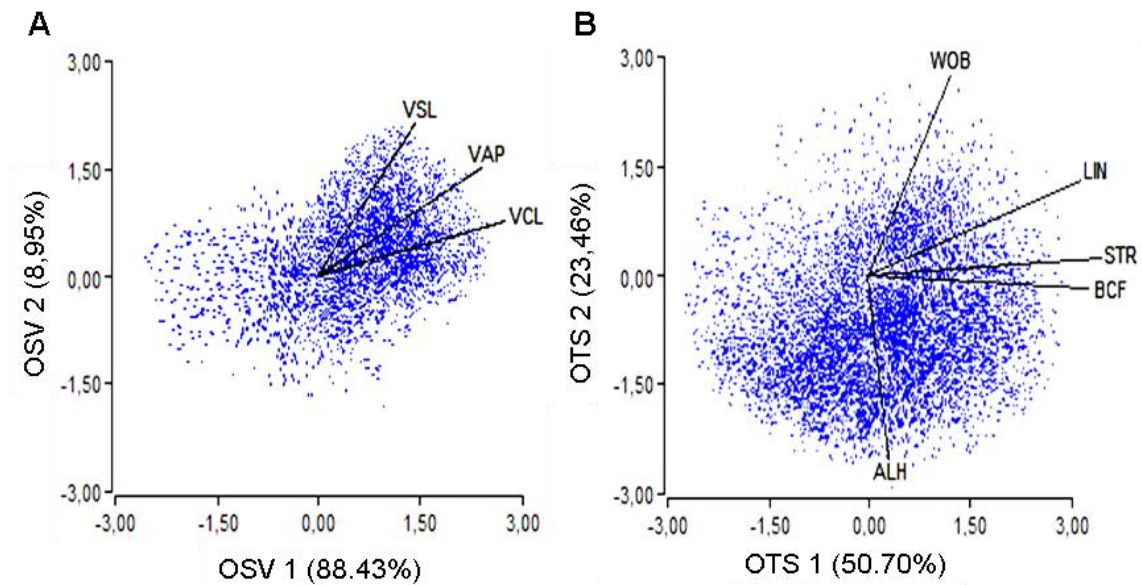 A
3,00
1,50
0,00
-1,50
-3,00
OSV 2 (8,95%)
VSL
VAP
VCL
-3,00 -1,50 0,00 1,50 3,00
OSV 1 (88.43%)
B
3,00
1,50
0,00
-1,50
-3,00
OTS 2 (23,46%)
WOB
LIN
STR
BCF
ALH
-3,00 -1,50 0,00 1,50 3,00
OTS 1 (50.70%)